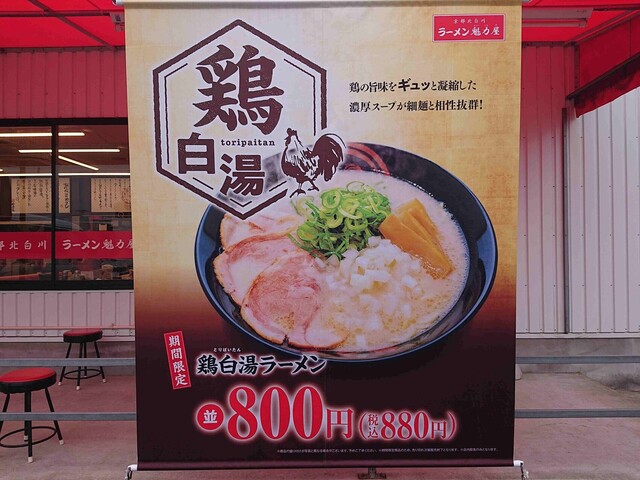 京都北白川
ラーメン魁力屋
鶏
白湯
toripaitan
鶏の旨味をギュッと凝縮した
濃厚スープが細麺と相性抜群!
北白川
ラーメン魁力屋
期間限定
とりぱいたん
鶏白湯ラーメン
並800円(税込880円)